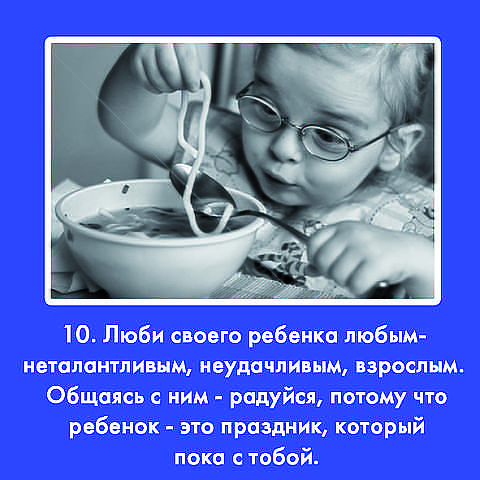 10. Люби своего ребенка любым-
неталантливым, неудачливым, взрослым.
Общаясь с ним - радуйся, потому что
ребенок - это праздник, который
пока с тобой.